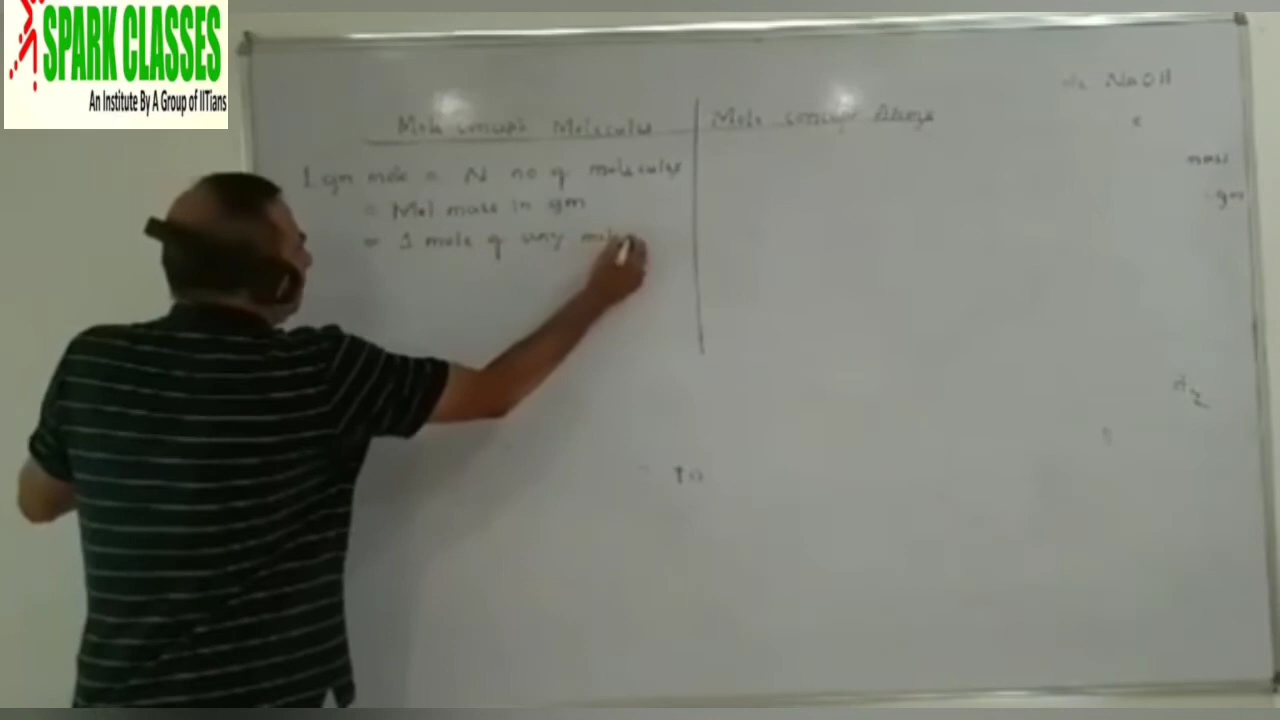 SPARK CLASSES
An Institute By A Group of IITians
Mole concept Molecules
Mole concept Atoms
1 gm mole = N no of molecules
= Mol mass in gm
= 1 mole of any
NaOH
mass
gm
10